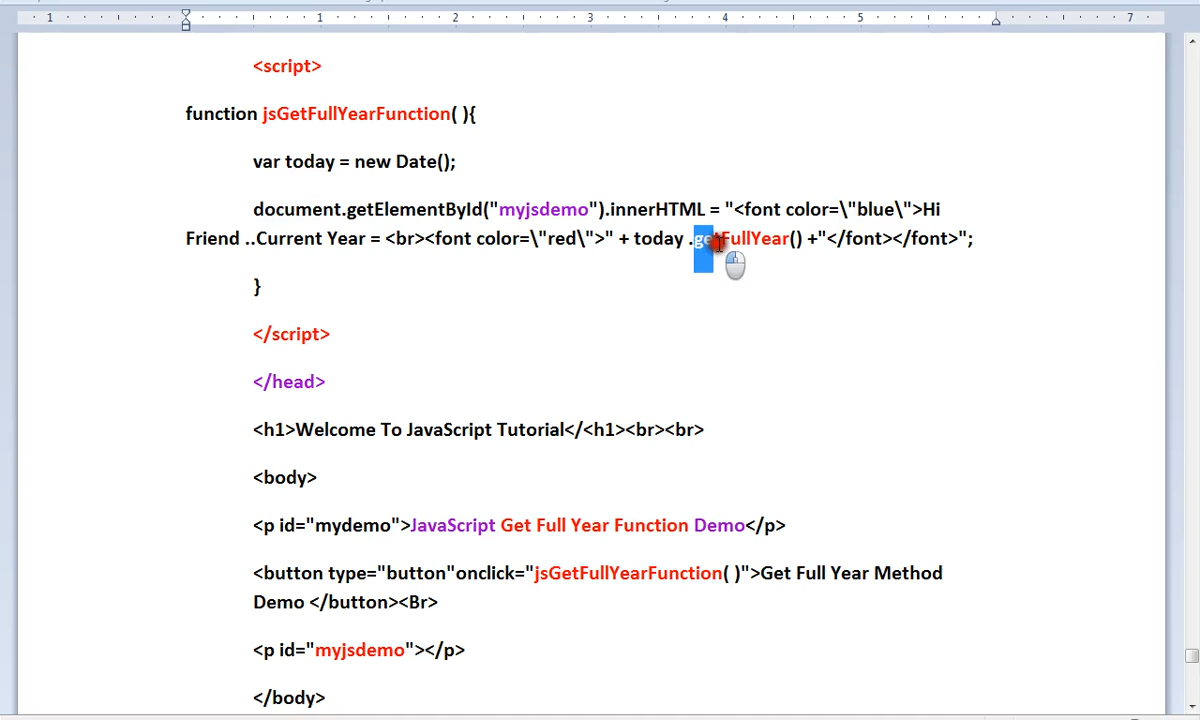 1 1 2 3 4 5 7
<script>
function jsGetFullYearFunction( ){
var today = new Date();
document.getElementById("myjsdemo").innerHTML = "<font color=\"blue\">Hi
Friend ..Current Year = <br><font color=\"red\">" + today .getFullYear() +"</font></font>";
}
</script>
</head>
<h1>Welcome To JavaScript Tutorial</<h1><br><br>
<body>
<p id="mydemo">JavaScript Get Full Year Function Demo</p>
<button type="button"onclick="jsGetFullYearFunction( )">Get Full Year Method
Demo </button><Br>
<p id="myjsdemo"></p>
</body>